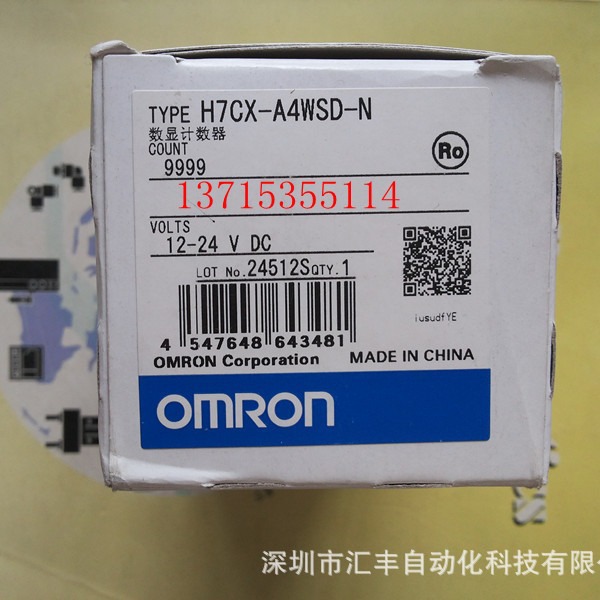 TYPE H7CX-A4WSD-N
数显计数器
COUNT
9999
Ro
13715355114
VOLTS
12-24 V DC
LOT No.24512S QTY.1
iusudfYE
4 547648 643481
OMRON Corporation MADE IN CHINA
OMRON
深圳市汇丰自动化科技有限